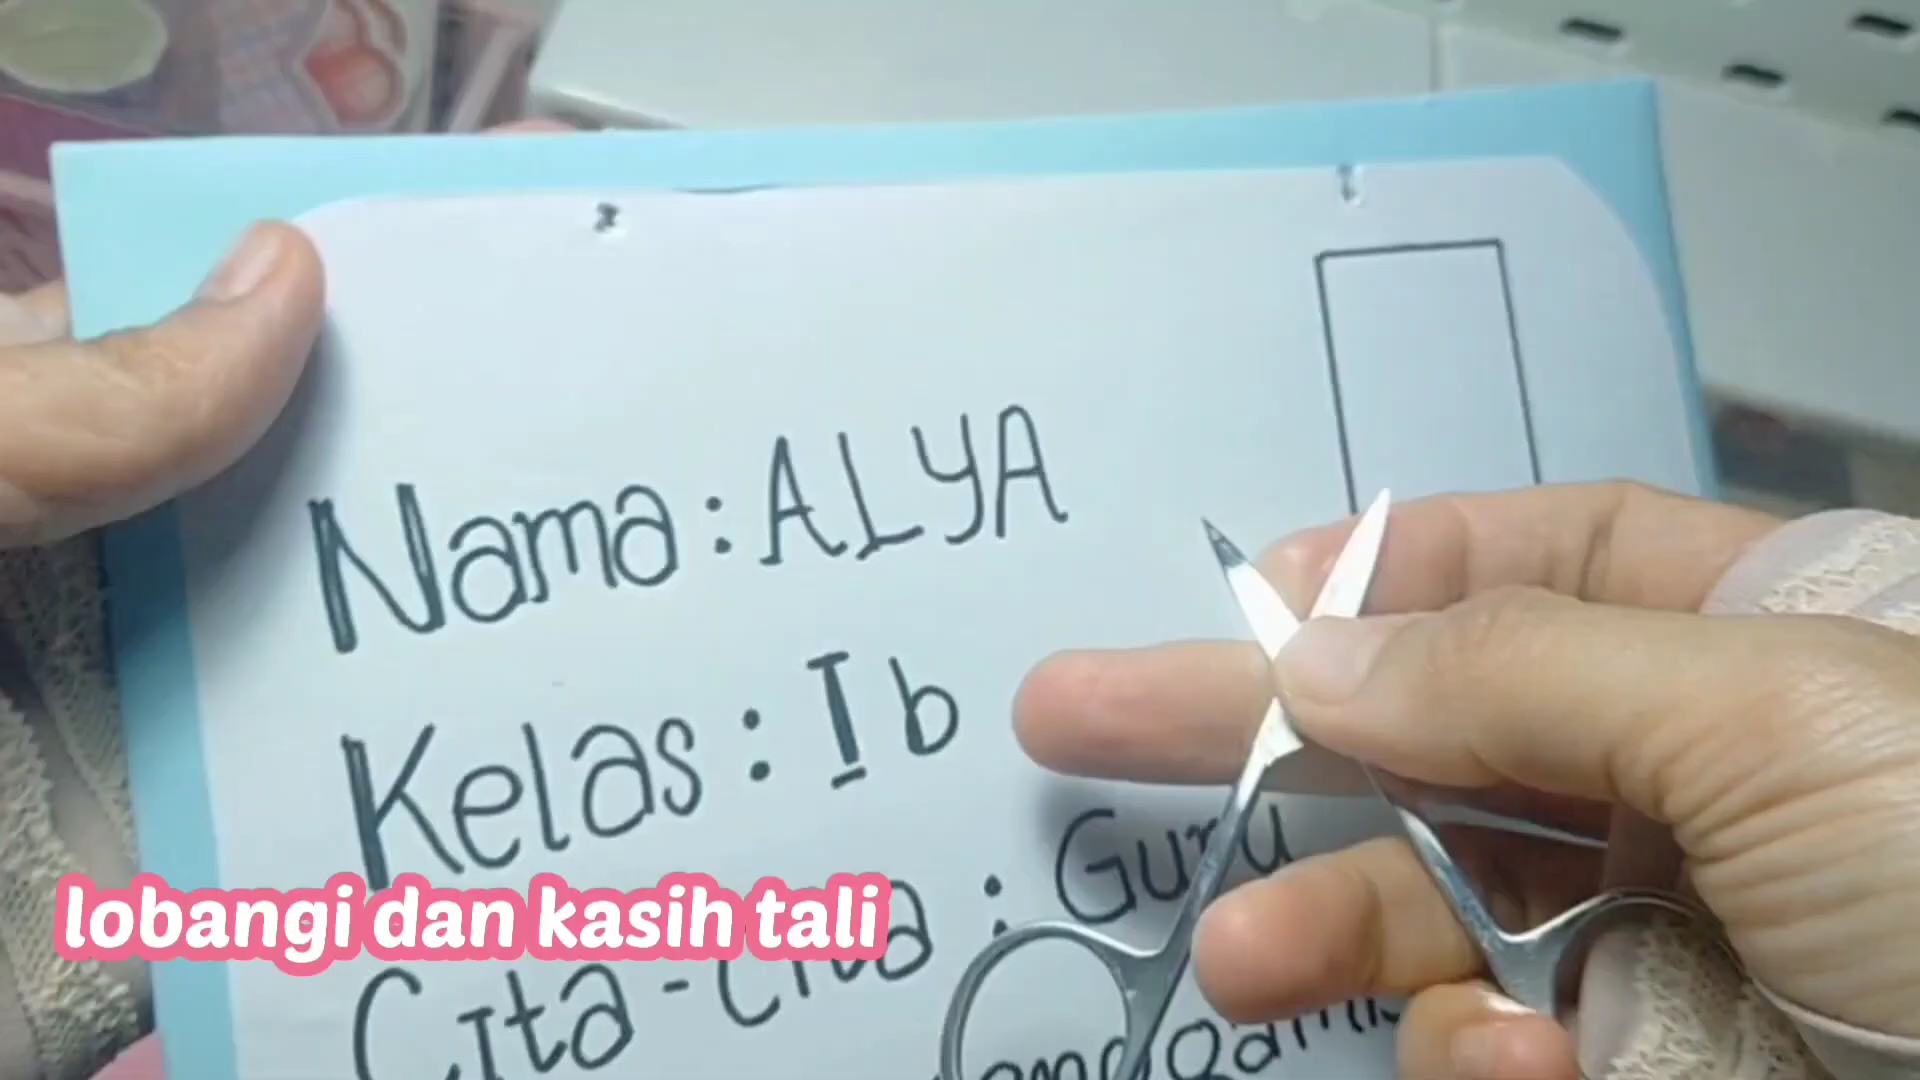 Nama : ALYA
Kelas : I b
Cita-cita : Guru
lobangi dan kasih tali